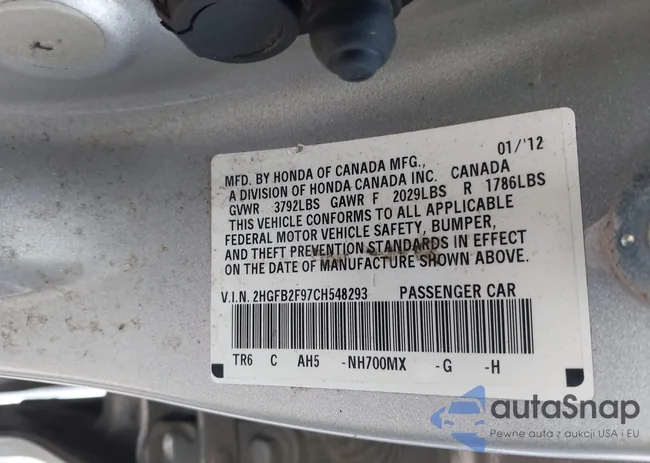 01/'12
MFD. BY HONDA OF CANADA MFG.,
A DIVISION OF HONDA CANADA INC. CANADA
GVWR 3792LBS GAWR F 2029LBS R 1786LBS
THIS VEHICLE CONFORMS TO ALL APPLICABLE
FEDERAL MOTOR VEHICLE SAFETY, BUMPER,
AND THEFT PREVENTION STANDARDS IN EFFECT
ON THE DATE OF MANUFACTURE SHOWN ABOVE.
V.I.N. 2HGFB2F97CH548293 PASSENGER CAR
TR6 C AH5 -NH700MX -G -H
autaSnap
Pewne auta z aukcji USA i EU